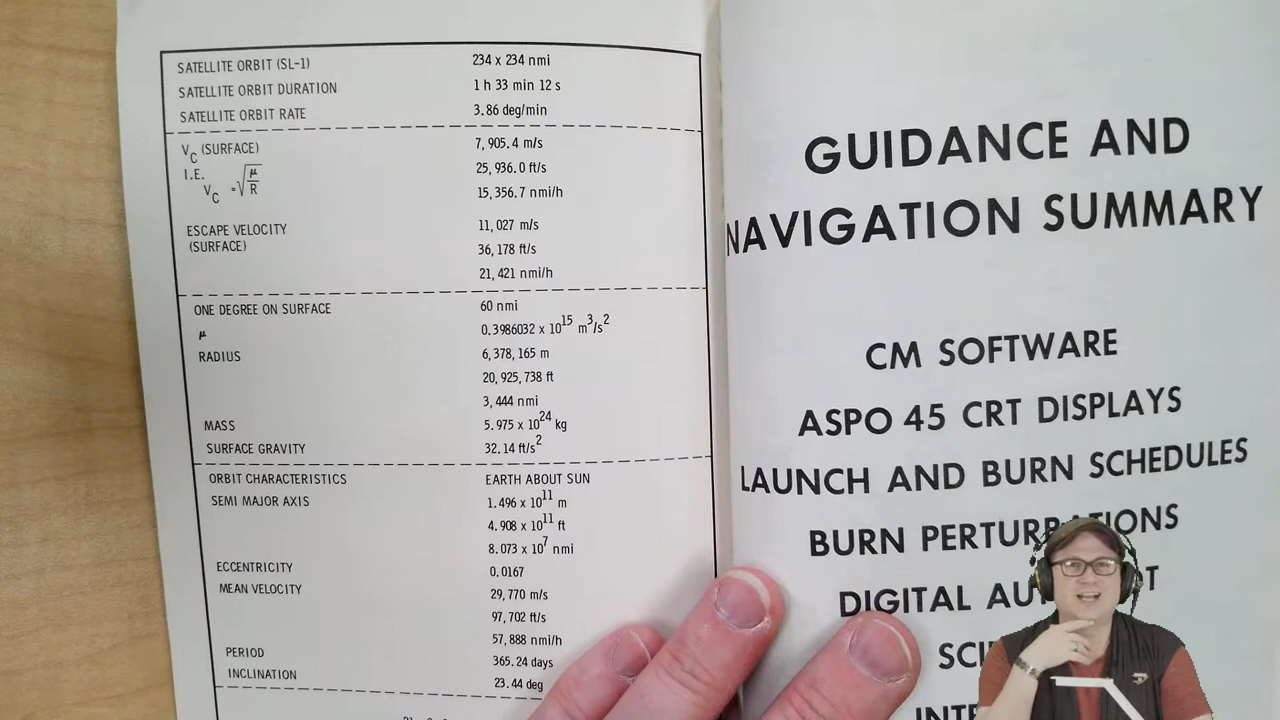 SATELLITE ORBIT (SL-1) 234 x 234 nmi
SATELLITE ORBIT DURATION 1 h 33 min 12 s
SATELLITE ORBIT RATE 3.86 deg/min
V_C (SURFACE) 7,905.4 m/s
I.E. 25,936.0 ft/s
V_C = √(μ/R) 15,356.7 nmi/h
ESCAPE VELOCITY 11,027 m/s
(SURFACE) 36,178 ft/s
21,421 nmi/h
ONE DEGREE ON SURFACE 60 nmi
μ 0.3986032 x 10^15 m^3/s^2
RADIUS 6,378,165 m
20,925,738 ft
3,444 nmi
MASS 5.975 x 10^24 kg
SURFACE GRAVITY 32.14 ft/s^2
ORBIT CHARACTERISTICS EARTH ABOUT SUN
SEMI MAJOR AXIS 1.496 x 10^11 m
4.908 x 10^11 ft
8.073 x 10^7 nmi
ECCENTRICITY 0.0167
MEAN VELOCITY 29,770 m/s
97,702 ft/s
57,888 nmi/h
PERIOD 365.24 days
INCLINATION 23.44 deg
GUIDANCE AND
NAVIGATION SUMMARY
CM SOFTWARE
ASPO 45 CRT DISPLAYS
LAUNCH AND BURN SCHEDULES
BURN PERTURBATIONS
DIGITAL